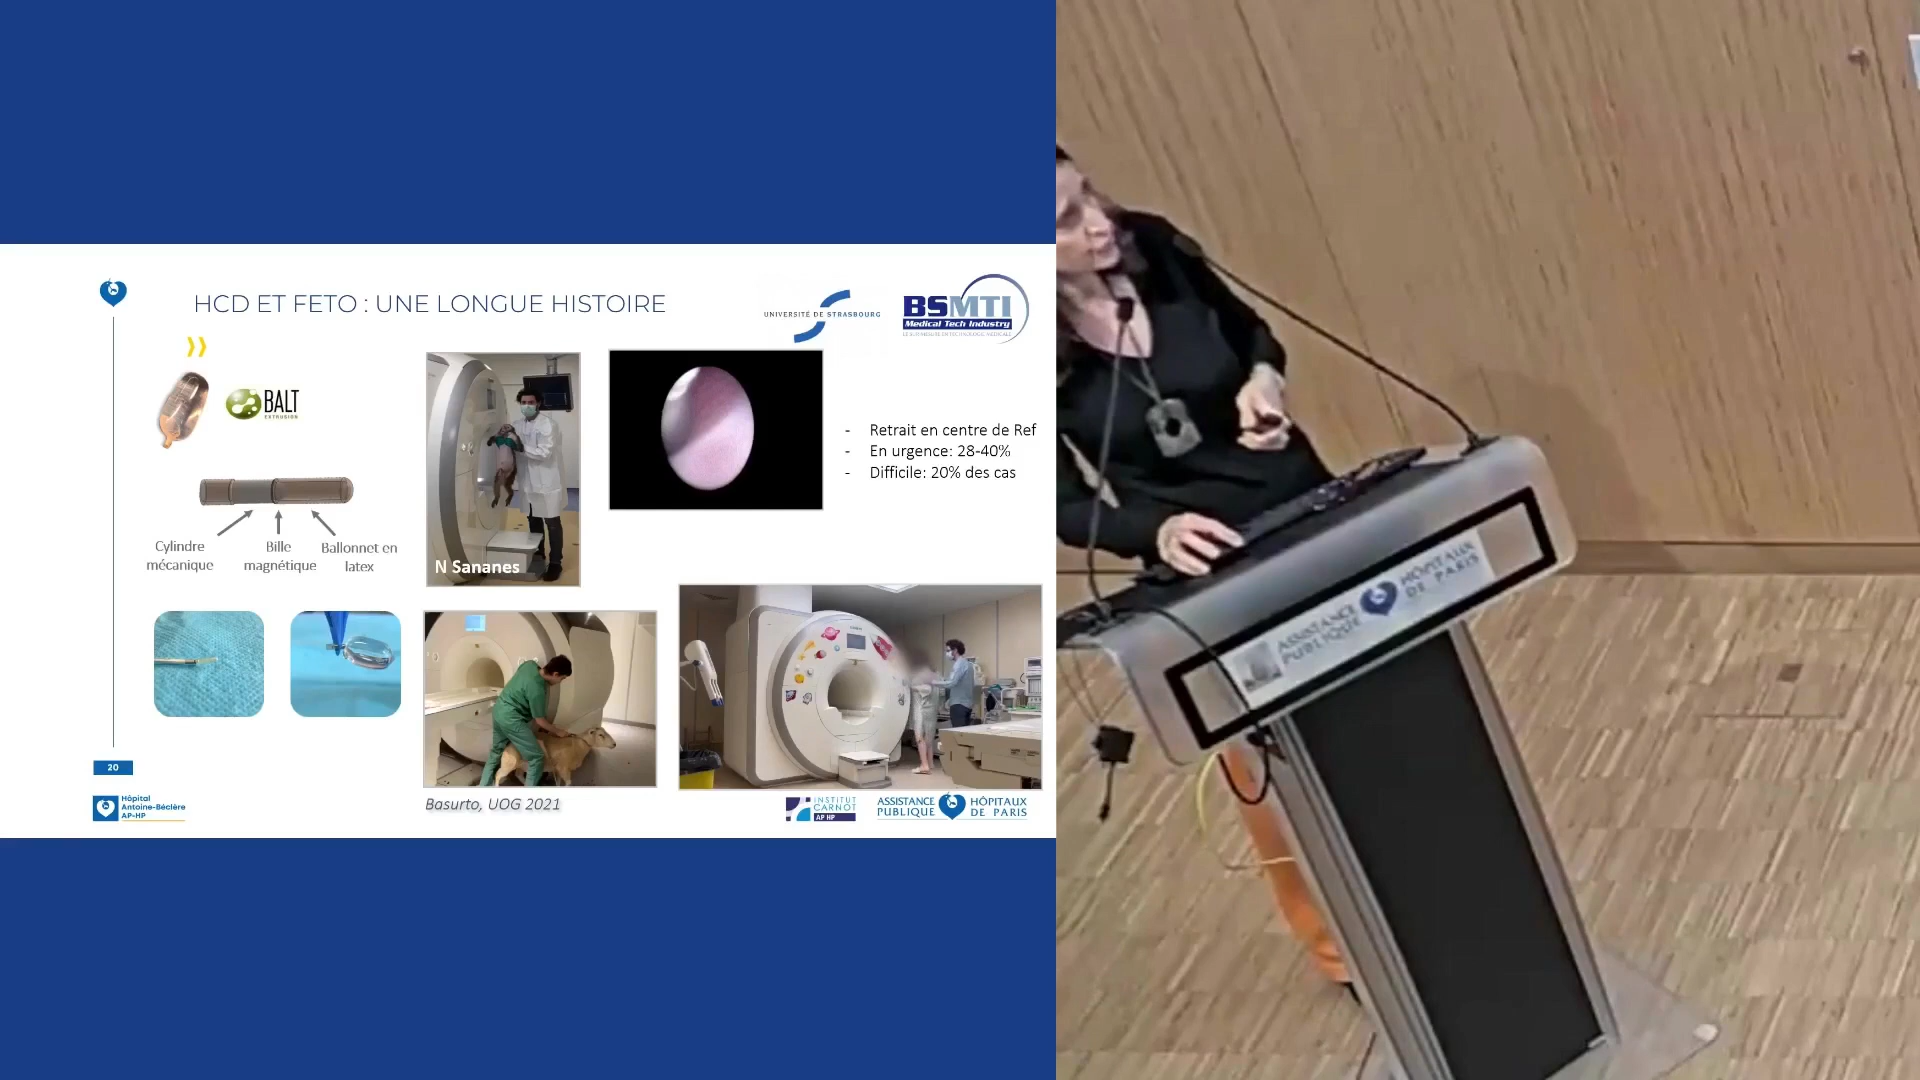 HCD ET FETO : UNE LONGUE HISTOIRE
UNIVERSITÉ DE STRASBOURG
BSMTI
Medical Tech Industry
BALT
EXTRUSION
- Retrait en centre de Ref
- En urgence: 28-40%
- Difficile: 20% des cas
Cylindre mécanique
Bille magnétique
Ballonnet en latex
N Sananes
Basurto, UOG 2021
20
Hôpital
Antoine-Béclère
AP-HP
INSTITUT
CARNOT
AP HP
ASSISTANCE PUBLIQUE
HÔPITAUX DE PARIS
ASSISTANCE PUBLIQUE
HÔPITAUX DE PARIS